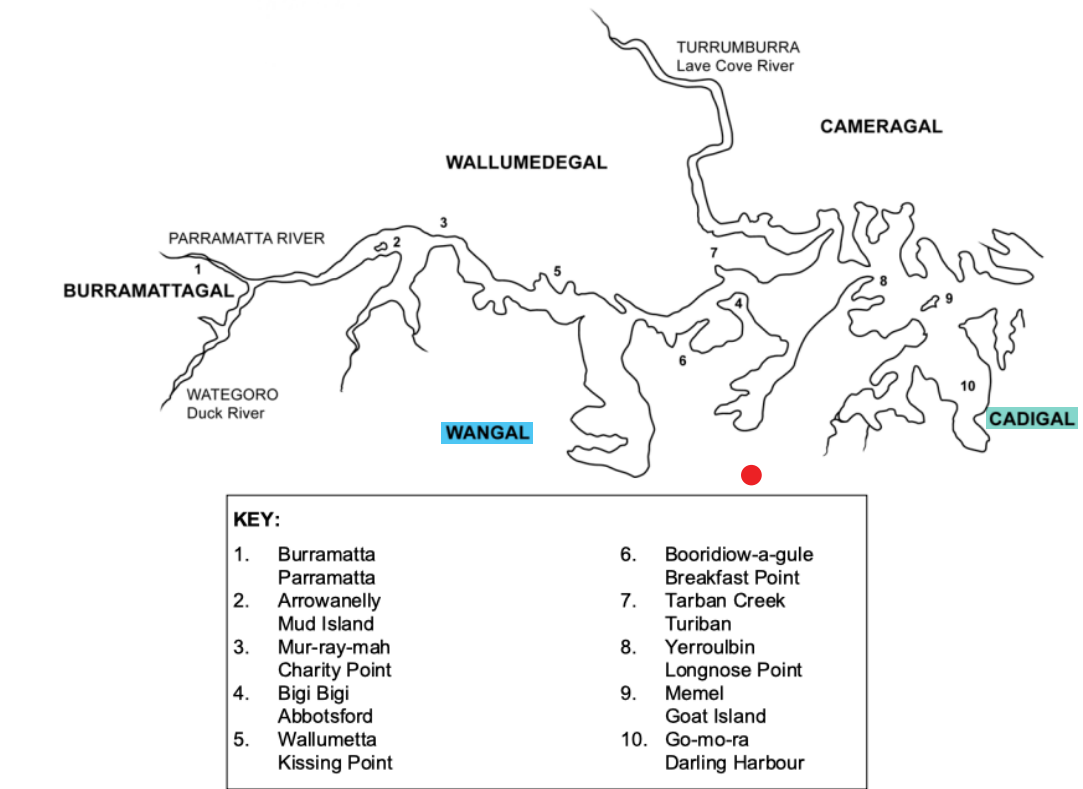 TURRUMBURRA
Lave Cove River
CAMERAGAL
WALLUMEDEGAL
3
PARRAMATTA RIVER
2
7
1
5
8
BURRAMATTAGAL
4
9
6
10
WATEGORO
Duck River
WANGAL
CADIGAL
KEY:
1. Burramatta
Parramatta
2. Arrowanelly
Mud Island
3. Mur-ray-mah
Charity Point
4. Bigi Bigi
Abbotsford
5. Wallumetta
Kissing Point
6. Booridiow-a-gule
Breakfast Point
7. Tarban Creek
Turiban
8. Yerroulbin
Longnose Point
9. Memel
Goat Island
10. Go-mo-ra
Darling Harbour